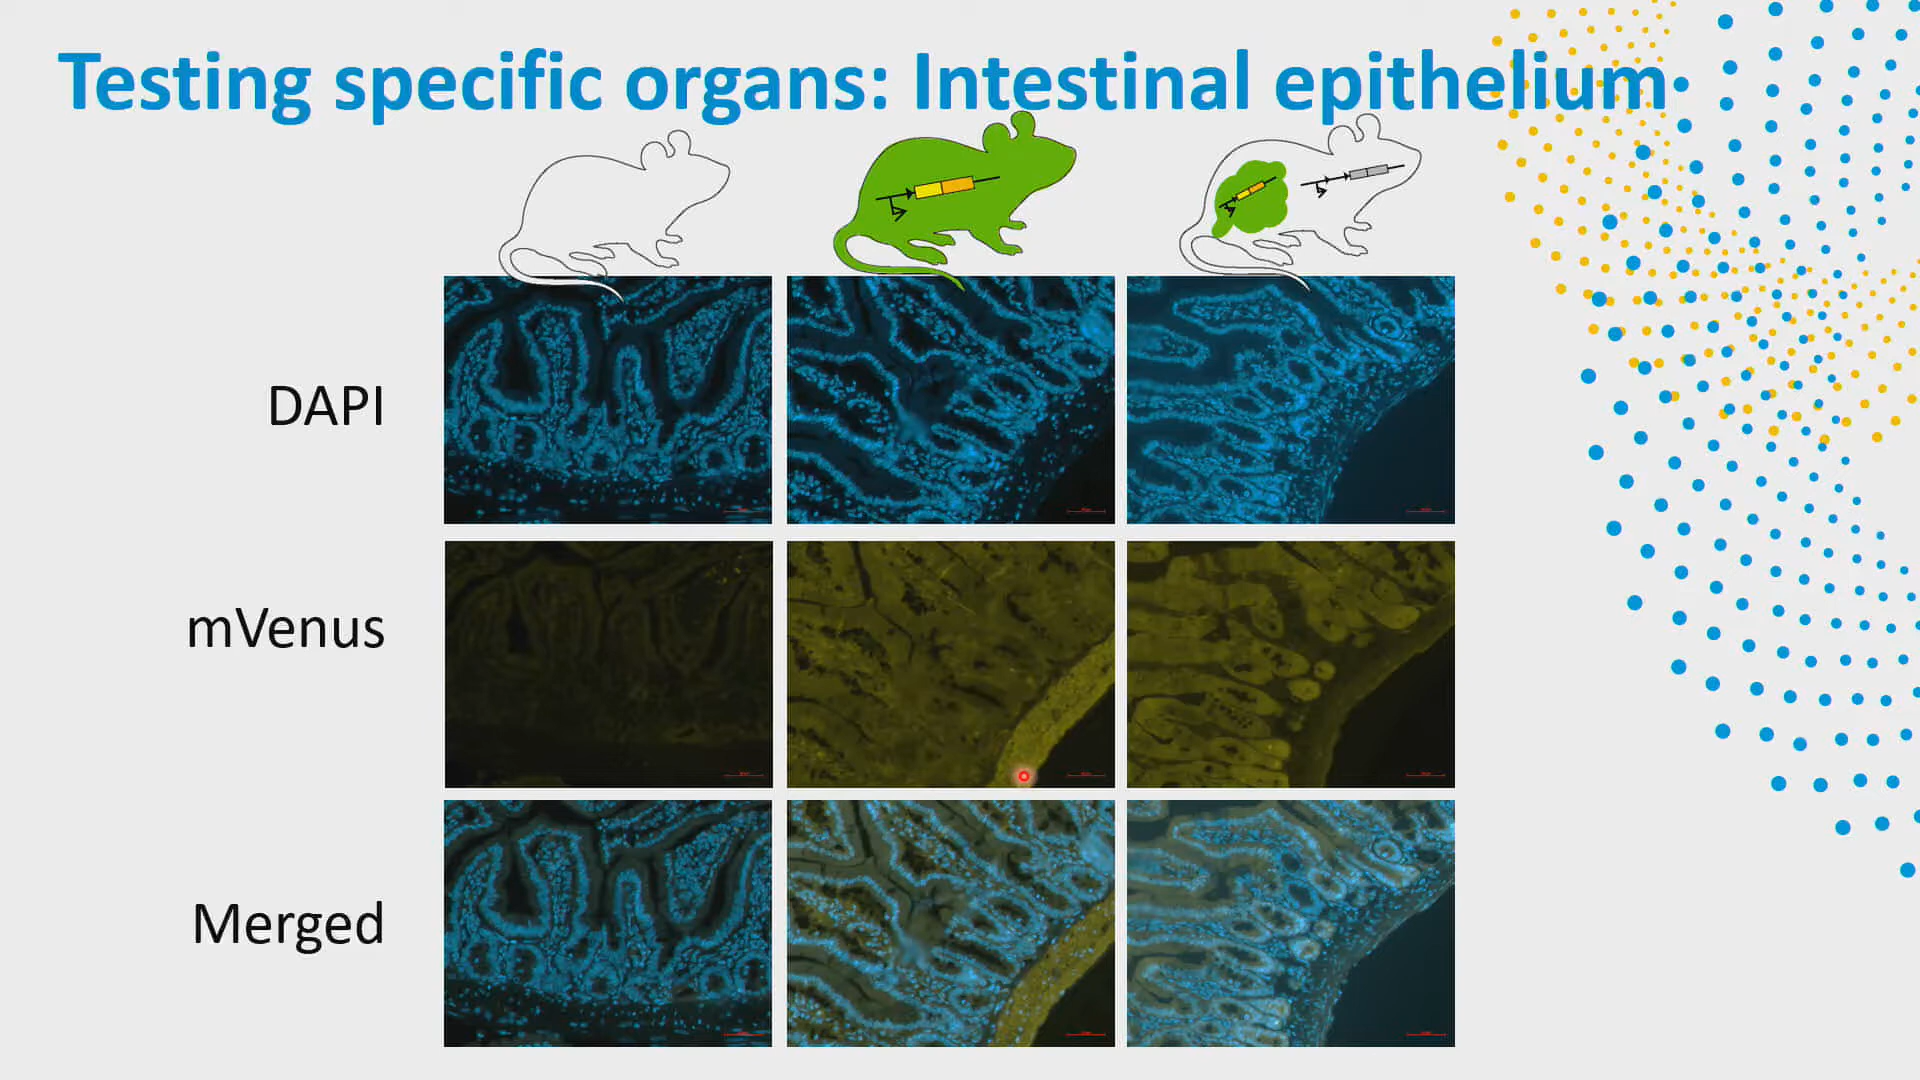 Testing specific organs: Intestinal epithelium
DAPI
mVenus
Merged